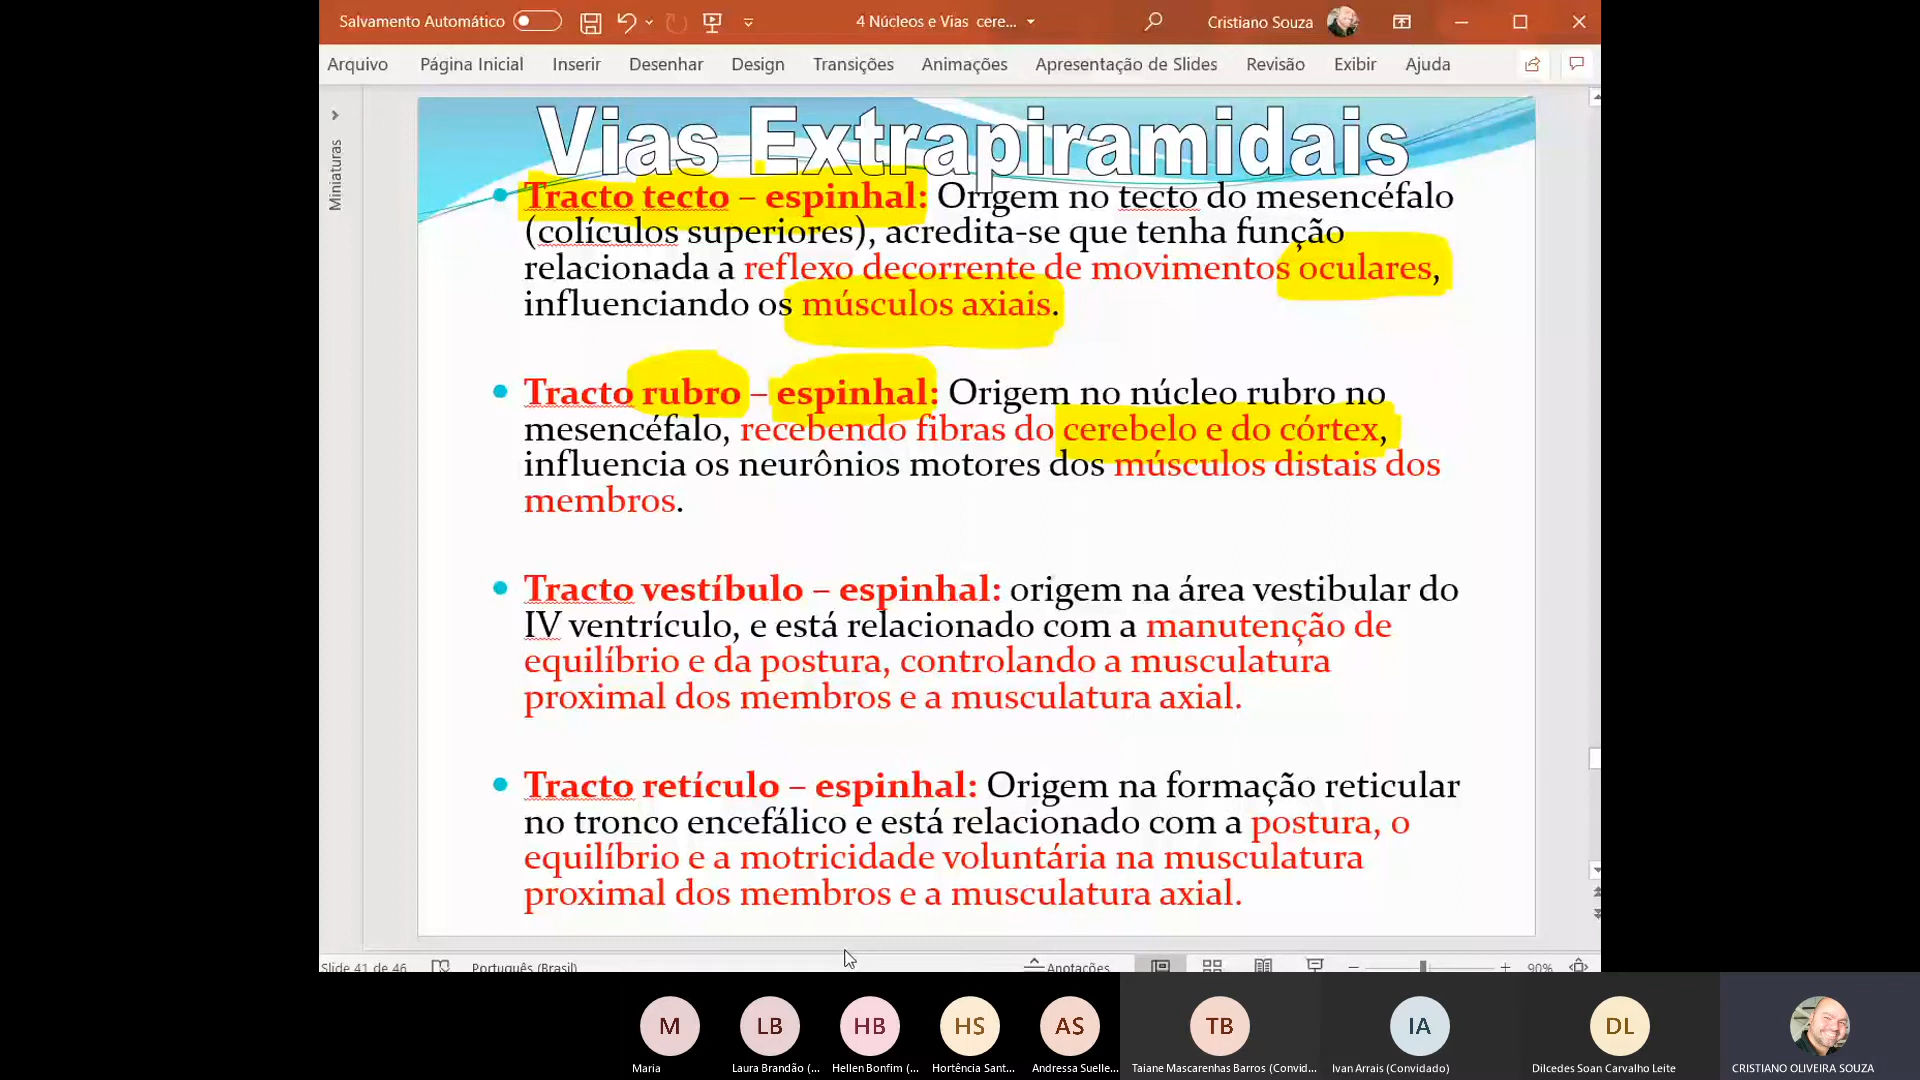 Salvamento Automático
4 Núcleos e Vias cere...
Cristiano Souza
Arquivo Página Inicial Inserir Desenhar Design Transições Animações Apresentação de Slides Revisão Exibir Ajuda
Miniaturas
Vias Extrapiramidais
Tracto tecto – espinhal: Origem no tecto do mesencéfalo
(colículos superiores), acredita-se que tenha função
relacionada a reflexo decorrente de movimentos oculares,
influenciando os músculos axiais.
Tracto rubro – espinhal: Origem no núcleo rubro no
mesencéfalo, recebendo fibras do cerebelo e do córtex,
influencia os neurônios motores dos músculos distais dos
membros.
Tracto vestíbulo – espinhal: origem na área vestibular do
IV ventrículo, e está relacionado com a manutenção de
equilíbrio e da postura, controlando a musculatura
proximal dos membros e a musculatura axial.
Tracto retículo – espinhal: Origem na formação reticular
no tronco encefálico e está relacionado com a postura, o
equilíbrio e a motricidade voluntária na musculatura
proximal dos membros e a musculatura axial.
Slide 41 de 46 Português (Brasil) Anotações 90%
M LB HB HS AS TB IA DL
Maria Laura Brandão (... Hellen Bonfim (... Hortência Sant... Andressa Suelle... Taiane Mascarenhas Barros (Convid... Ivan Arrais (Convidado) Dilcedes Soan Carvalho Leite CRISTIANO OLIVEIRA SOUZA